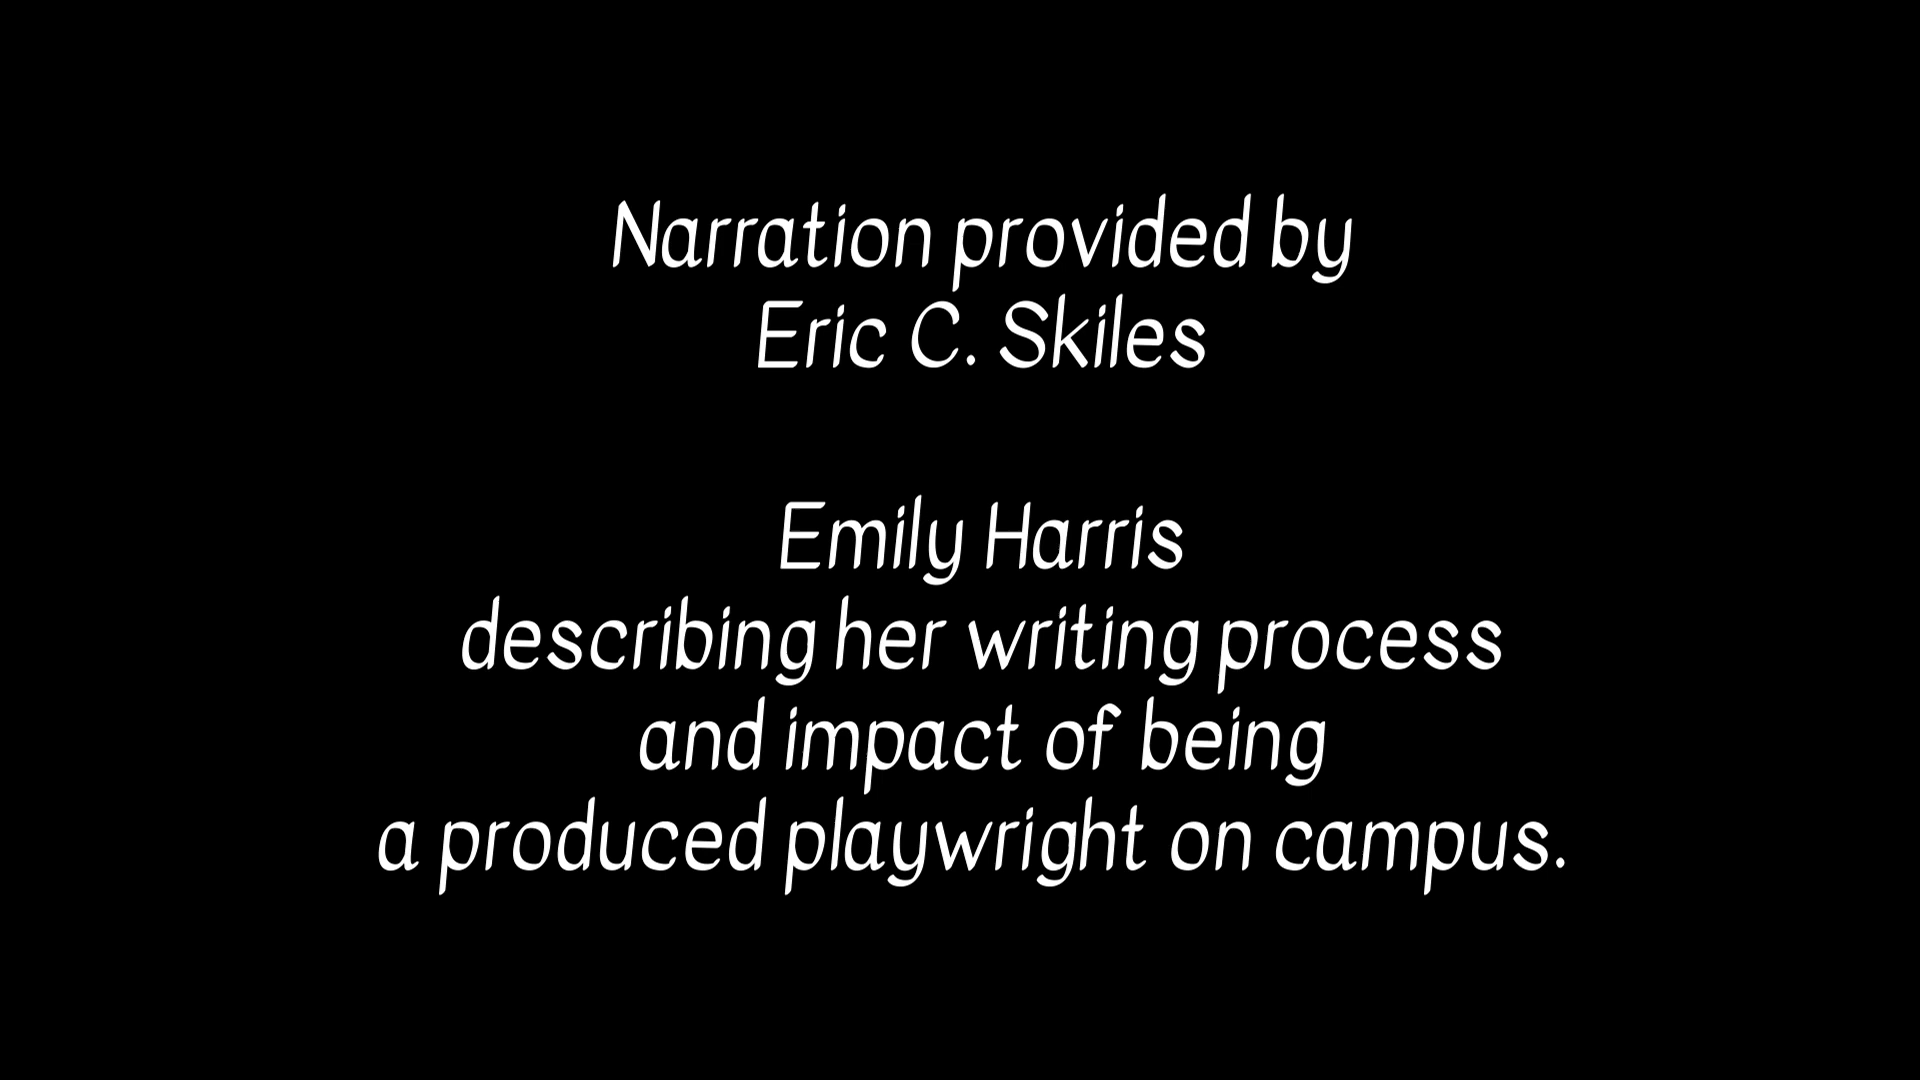 Narration provided by
Eric C. Skiles
Emily Harris
describing her writing process
and impact of being
a produced playwright on campus.